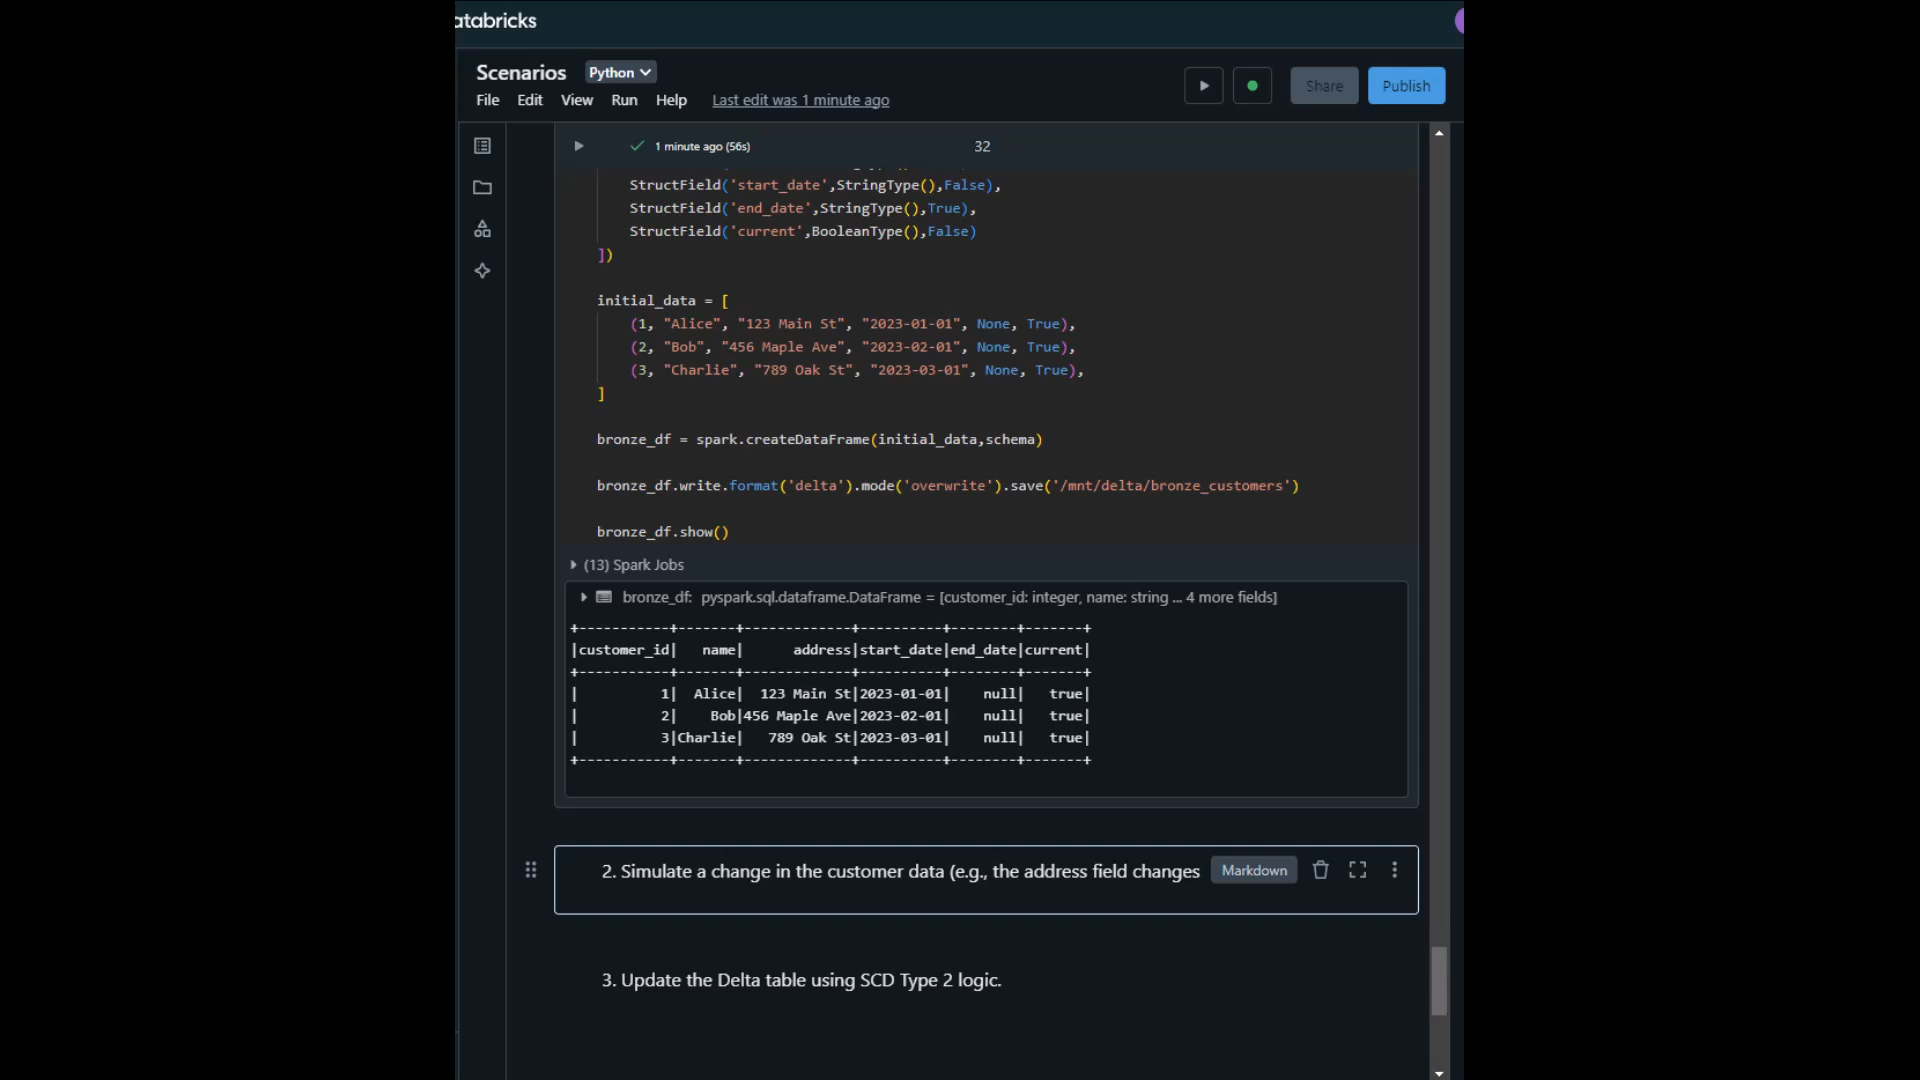 atabricks
Scenarios Python
File Edit View Run Help Last edit was 1 minute ago
Share Publish
1 minute ago (56s) 32
StructField('start_date',StringType(),False),
StructField('end_date',StringType(),True),
StructField('current',BooleanType(),False)
])
initial_data = [
(1, "Alice", "123 Main St", "2023-01-01", None, True),
(2, "Bob", "456 Maple Ave", "2023-02-01", None, True),
(3, "Charlie", "789 Oak St", "2023-03-01", None, True),
]
bronze_df = spark.createDataFrame(initial_data,schema)
bronze_df.write.format('delta').mode('overwrite').save('/mnt/delta/bronze_customers')
bronze_df.show()
(13) Spark Jobs
bronze_df: pyspark.sql.dataframe.DataFrame = [customer_id: integer, name: string ... 4 more fields]
+-----------+-------+-------------+----------+--------+-------+
|customer_id|   name|      address|start_date|end_date|current|
+-----------+-------+-------------+----------+--------+-------+
|          1|  Alice|  123 Main St|2023-01-01|    null|   true|
|          2|    Bob|456 Maple Ave|2023-02-01|    null|   true|
|          3|Charlie|   789 Oak St|2023-03-01|    null|   true|
+-----------+-------+-------------+----------+--------+-------+
2. Simulate a change in the customer data (e.g., the address field changes Markdown
3. Update the Delta table using SCD Type 2 logic.